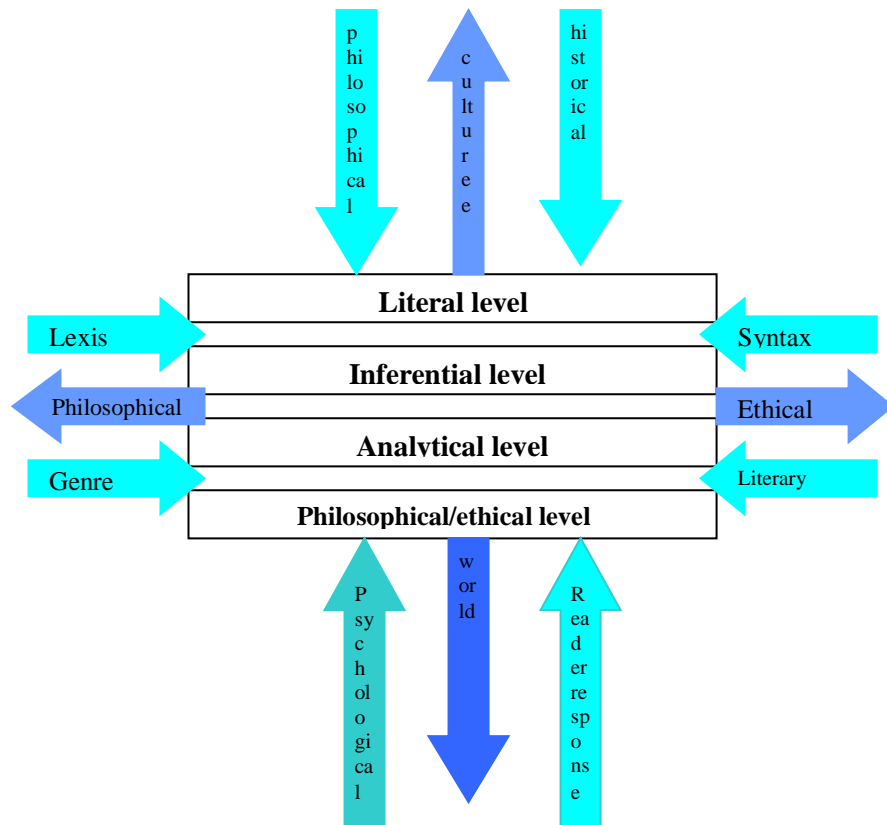 philosophical
culturee
historical
Literal level
Lexis
Syntax
Inferential level
Philosophical
Ethical
Analytical level
Genre
Literary
Philosophical/ethical level
Psychological
world
Reader response